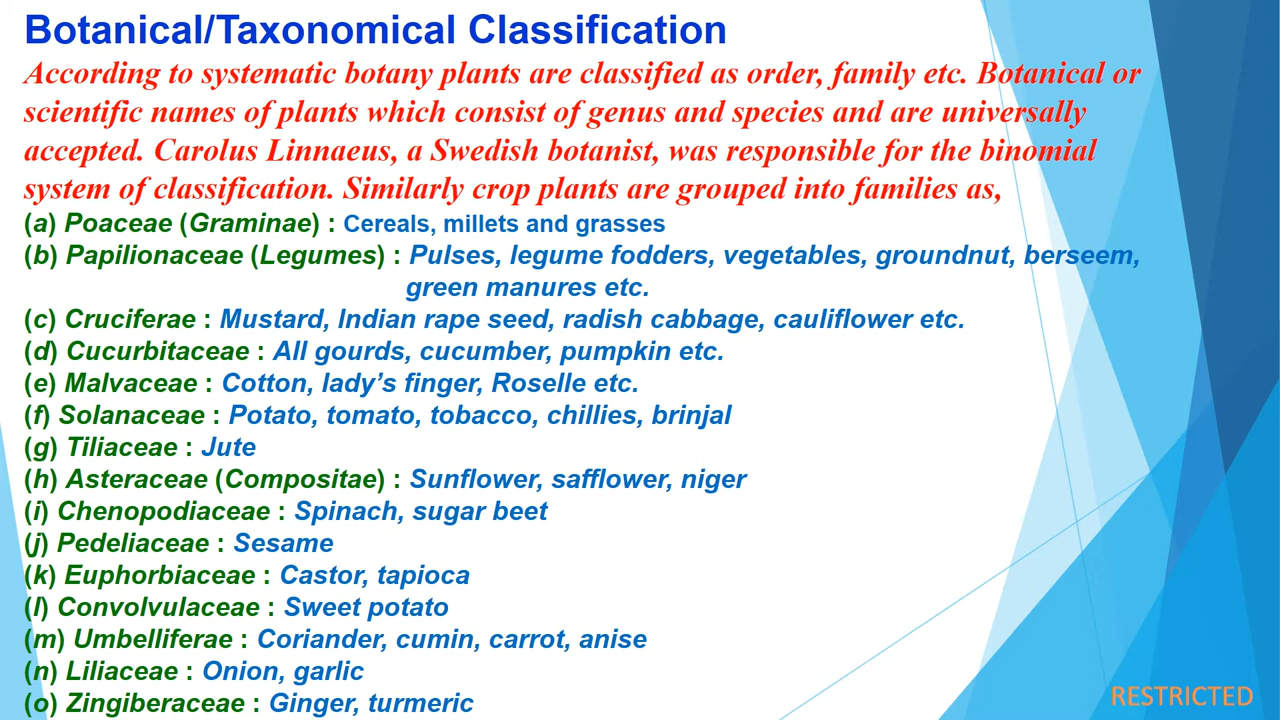 Botanical/Taxonomical Classification
According to systematic botany plants are classified as order, family etc. Botanical or
scientific names of plants which consist of genus and species and are universally
accepted. Carolus Linnaeus, a Swedish botanist, was responsible for the binomial
system of classification. Similarly crop plants are grouped into families as,
(a) Poaceae (Graminae) : Cereals, millets and grasses
(b) Papilionaceae (Legumes) : Pulses, legume fodders, vegetables, groundnut, berseem,
green manures etc.
(c) Cruciferae : Mustard, Indian rape seed, radish cabbage, cauliflower etc.
(d) Cucurbitaceae : All gourds, cucumber, pumpkin etc.
(e) Malvaceae : Cotton, lady’s finger, Roselle etc.
(f) Solanaceae : Potato, tomato, tobacco, chillies, brinjal
(g) Tiliaceae : Jute
(h) Asteraceae (Compositae) : Sunflower, safflower, niger
(i) Chenopodiaceae : Spinach, sugar beet
(j) Pedeliaceae : Sesame
(k) Euphorbiaceae : Castor, tapioca
(l) Convolvulaceae : Sweet potato
(m) Umbelliferae : Coriander, cumin, carrot, anise
(n) Liliaceae : Onion, garlic
(o) Zingiberaceae : Ginger, turmeric
RESTRICTED